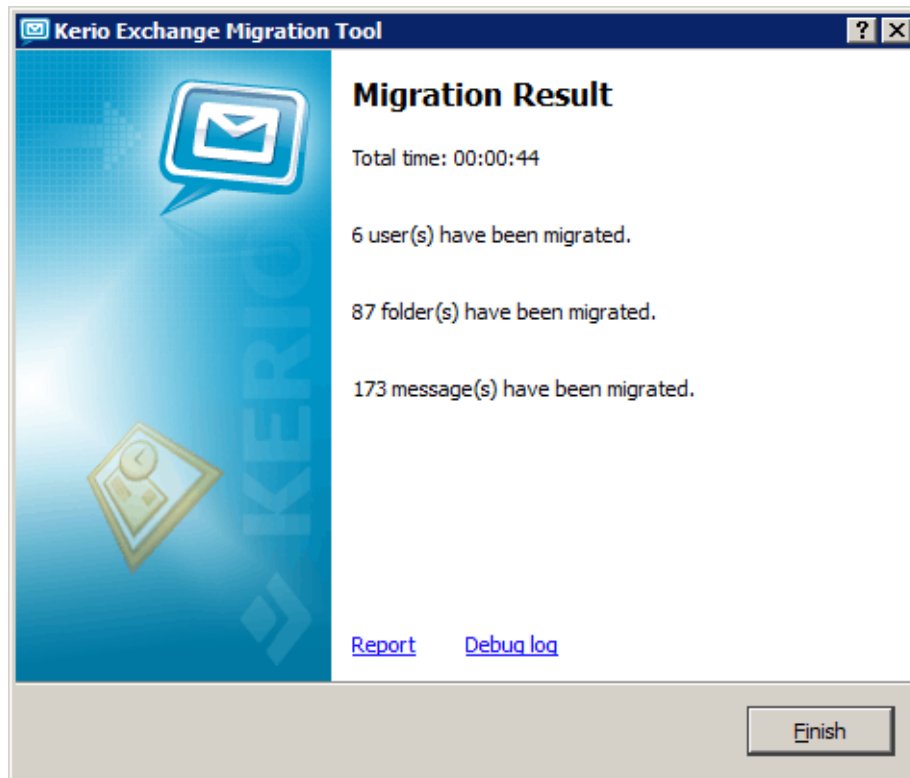 Kerio Exchange Migration Tool
Migration Result
Total time: 00:00:44
6 user(s) have been migrated.
87 folder(s) have been migrated.
173 message(s) have been migrated.
KERIO
Report Debug log
Finish